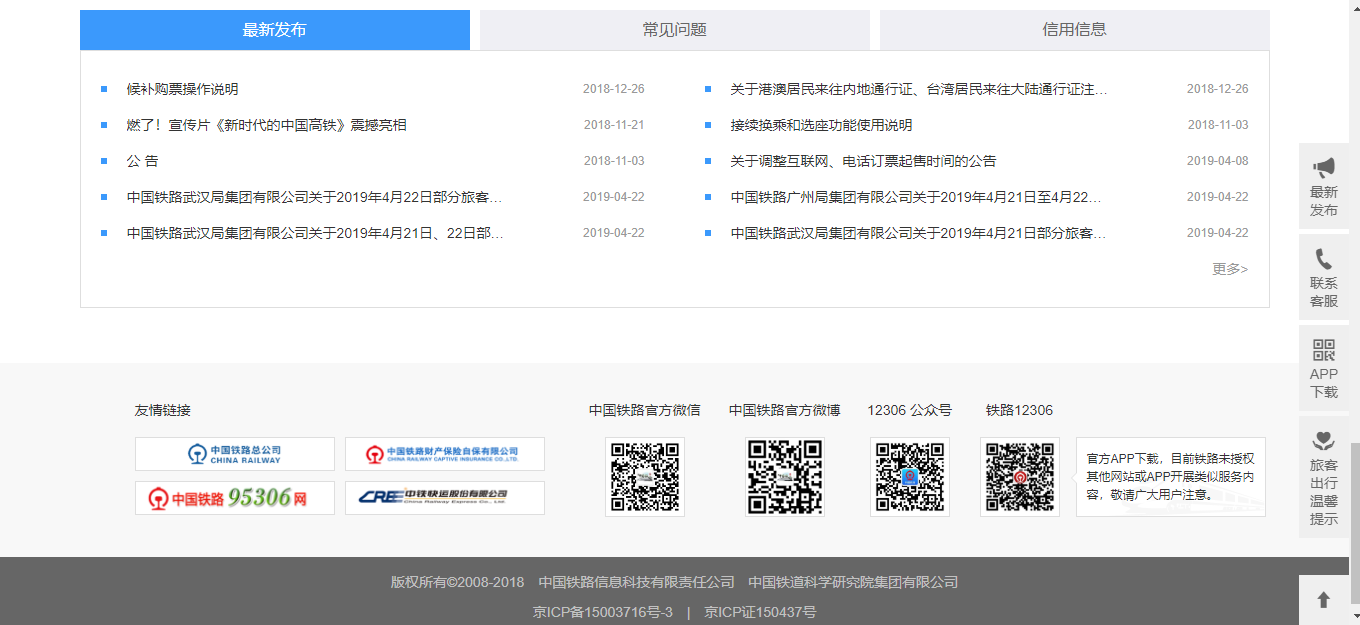 最新发布
常见问题
信用信息
候补购票操作说明 2018-12-26
关于港澳居民来往内地通行证、台湾居民来往大陆通行证注... 2018-12-26
燃了！宣传片《新时代的中国高铁》震撼亮相 2018-11-21
接续换乘和选座功能使用说明 2018-11-03
公 告 2018-11-03
关于调整互联网、电话订票起售时间的公告 2019-04-08
中国铁路武汉局集团有限公司关于2019年4月22日部分旅客... 2019-04-22
中国铁路广州局集团有限公司关于2019年4月21日至4月22... 2019-04-22
中国铁路武汉局集团有限公司关于2019年4月21日、22日部... 2019-04-22
中国铁路武汉局集团有限公司关于2019年4月21日部分旅客... 2019-04-22
更多>
最新
发布
联系
客服
APP
下载
旅客
出行
温馨
提示
友情链接
中国铁路总公司
CHINA RAILWAY
中国铁路财产保险自保有限公司
CHINA RAILWAY CAPTIVE INSURANCE CO.,LTD.
中国铁路 95306 网
CRE 中铁快运股份有限公司
China Railway Express Co., Ltd.
中国铁路官方微信
中国铁路官方微博
12306 公众号
铁路12306
官方APP下载，目前铁路未授权
其他网站或APP开展类似服务内
容，敬请广大用户注意。
版权所有©2008-2018 中国铁路信息科技有限责任公司 中国铁道科学研究院集团有限公司
京ICP备15003716号-3 | 京ICP证150437号